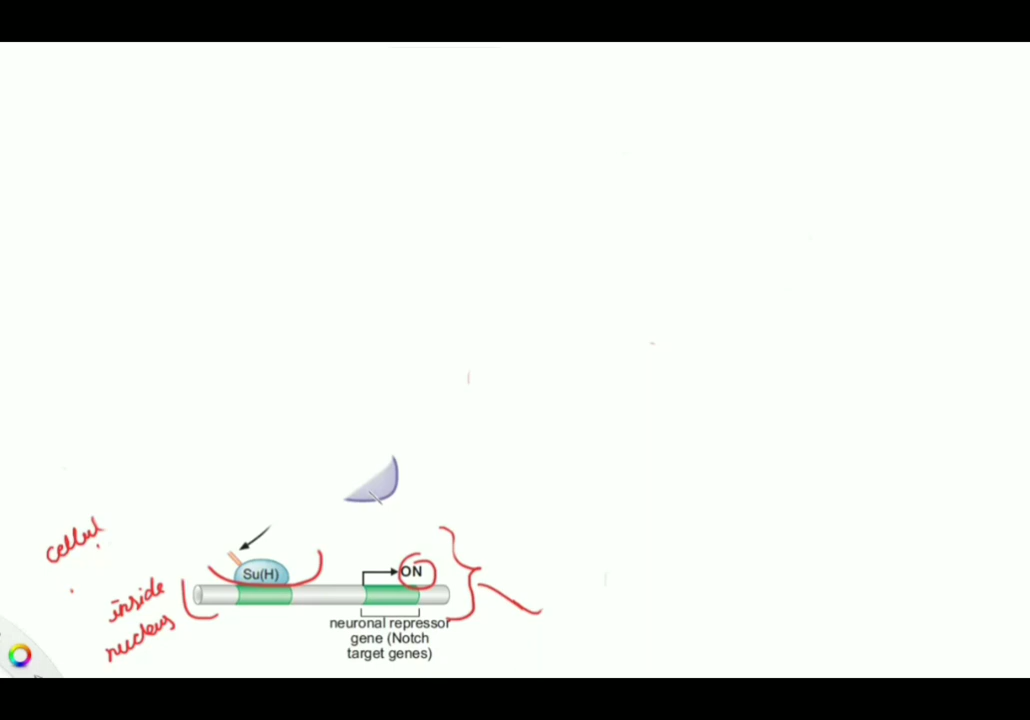 cellul
inside
nucleus
Su(H)
ON
neuronal repressor
gene (Notch
target genes)